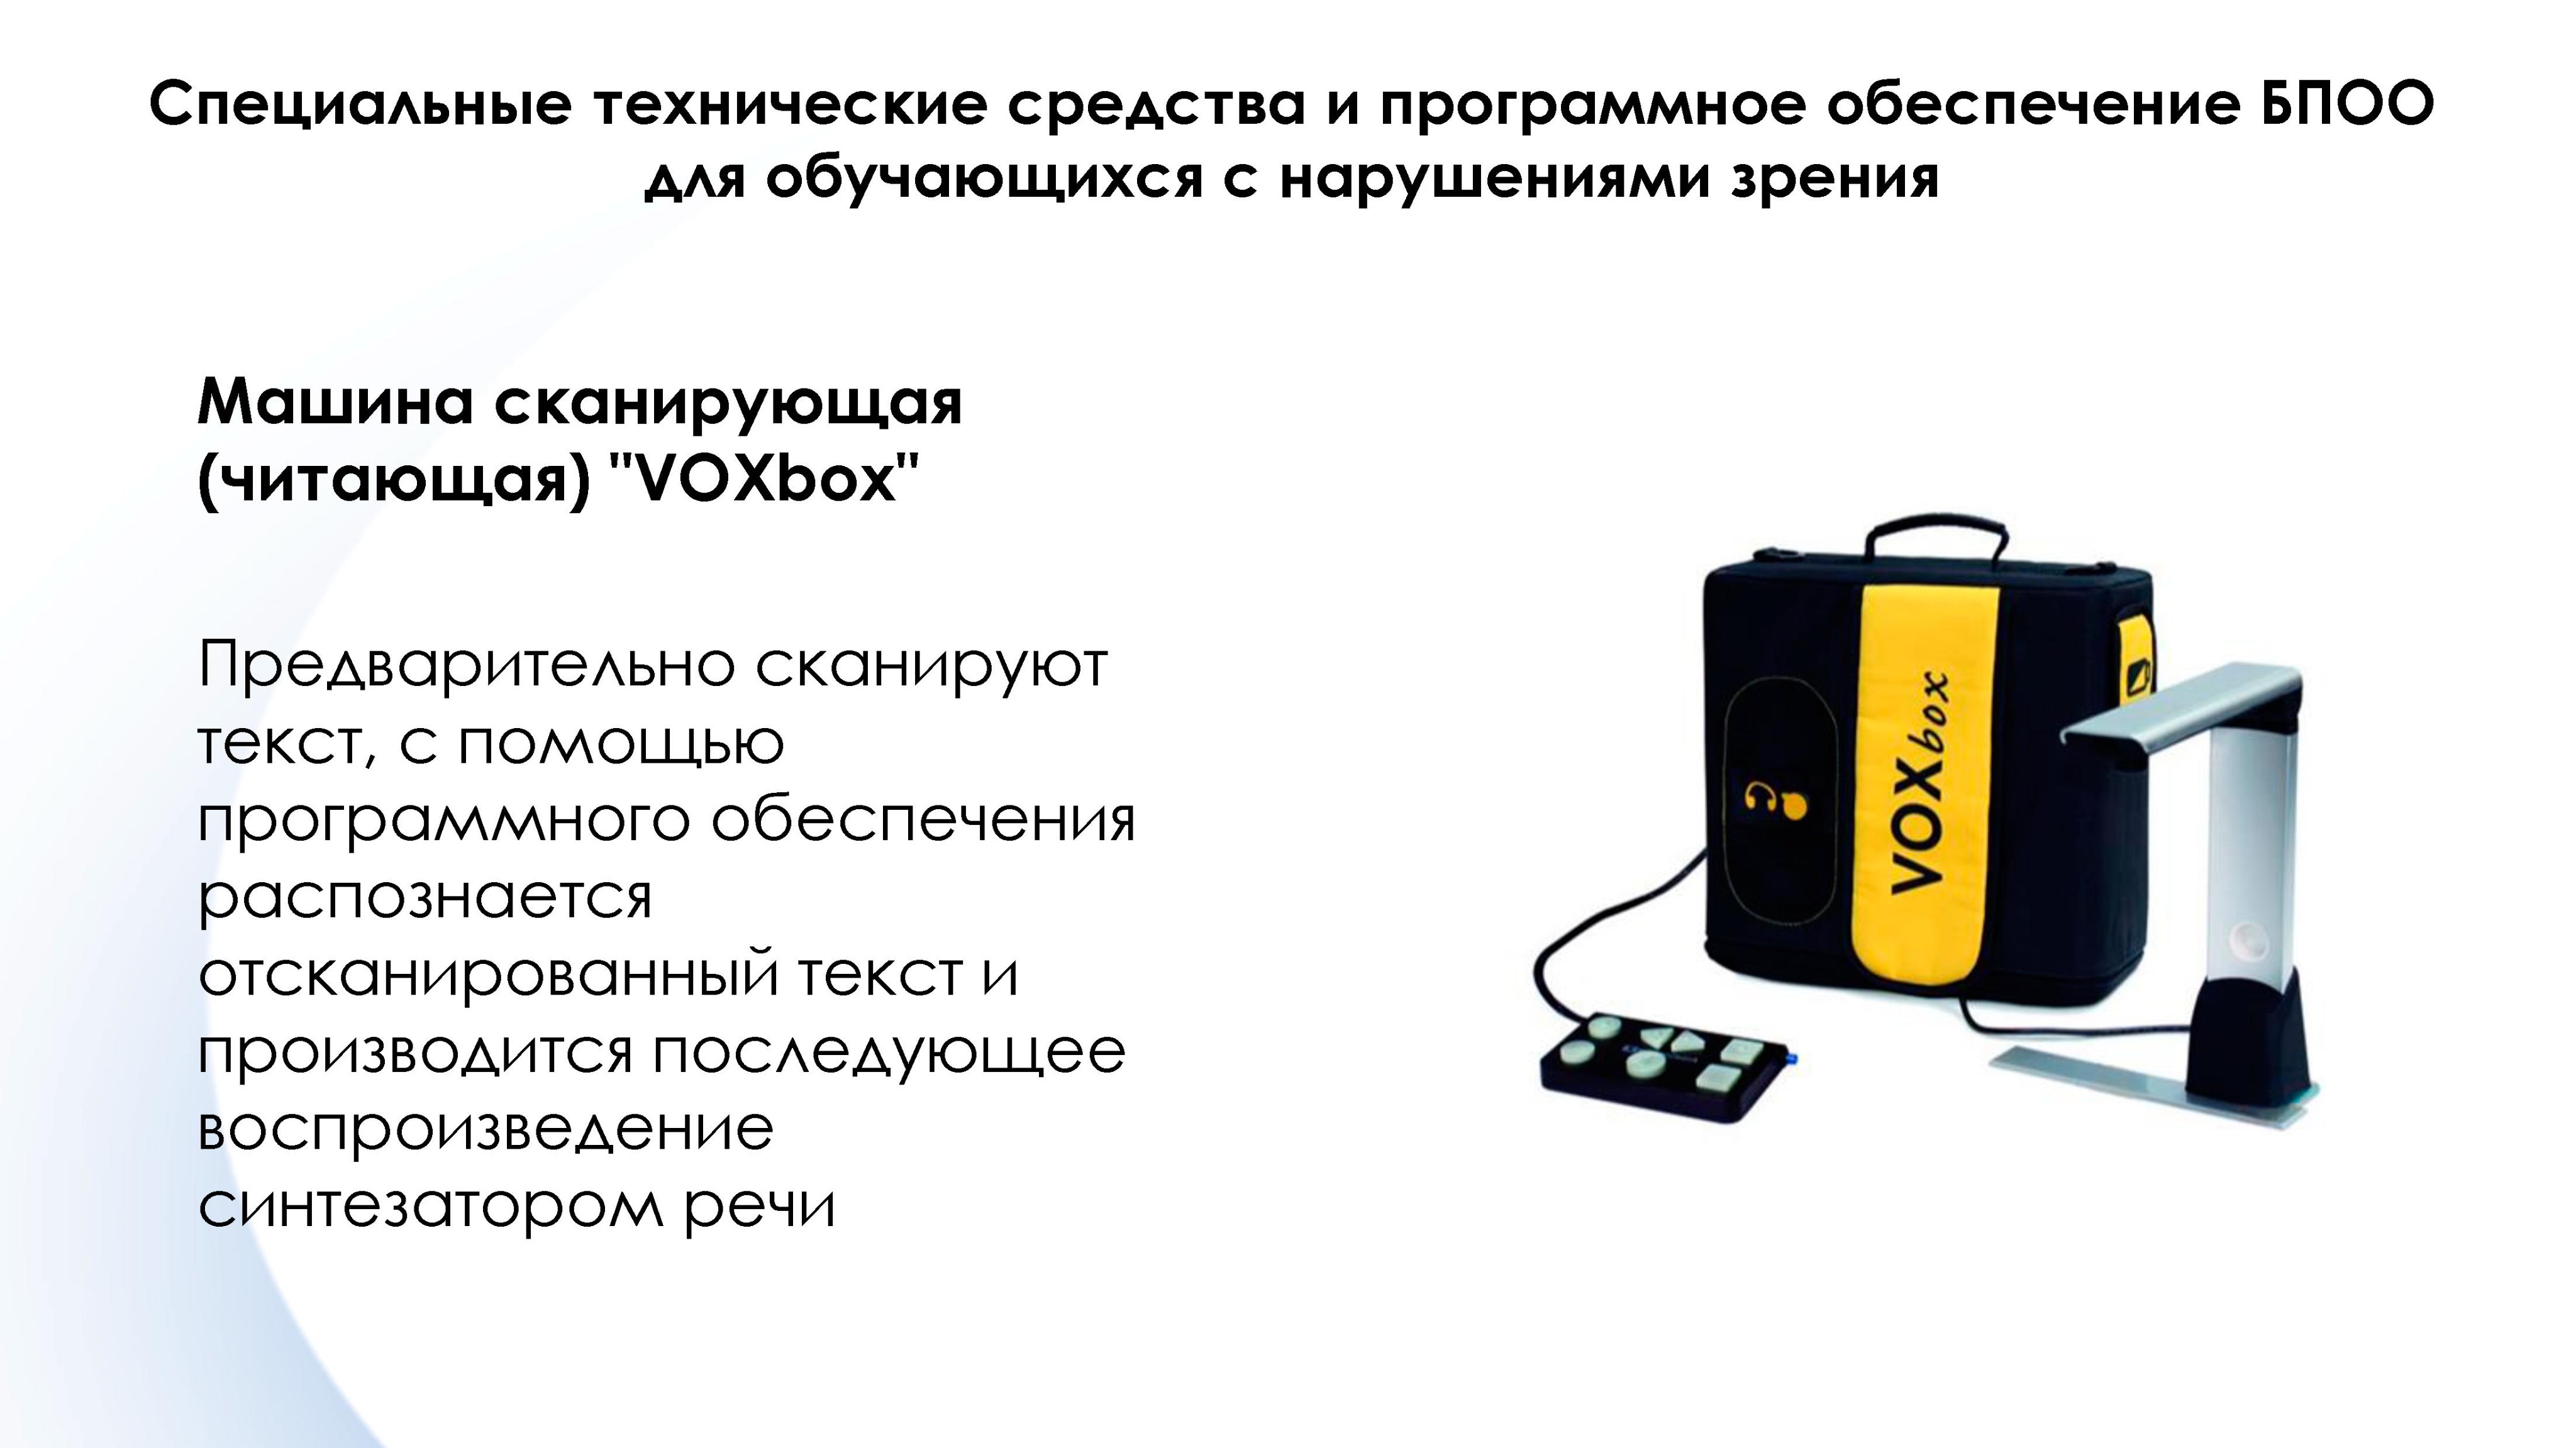 Специальные технические средства и программное обеспечение БПОО
для обучающихся с нарушениями зрения
Машина сканирующая
(читающая) "VOXbox"
Предварительно сканируют
текст, с помощью
программного обеспечения
распознается
отсканированный текст и
производится последующее
воспроизведение
синтезатором речи
VOXbox